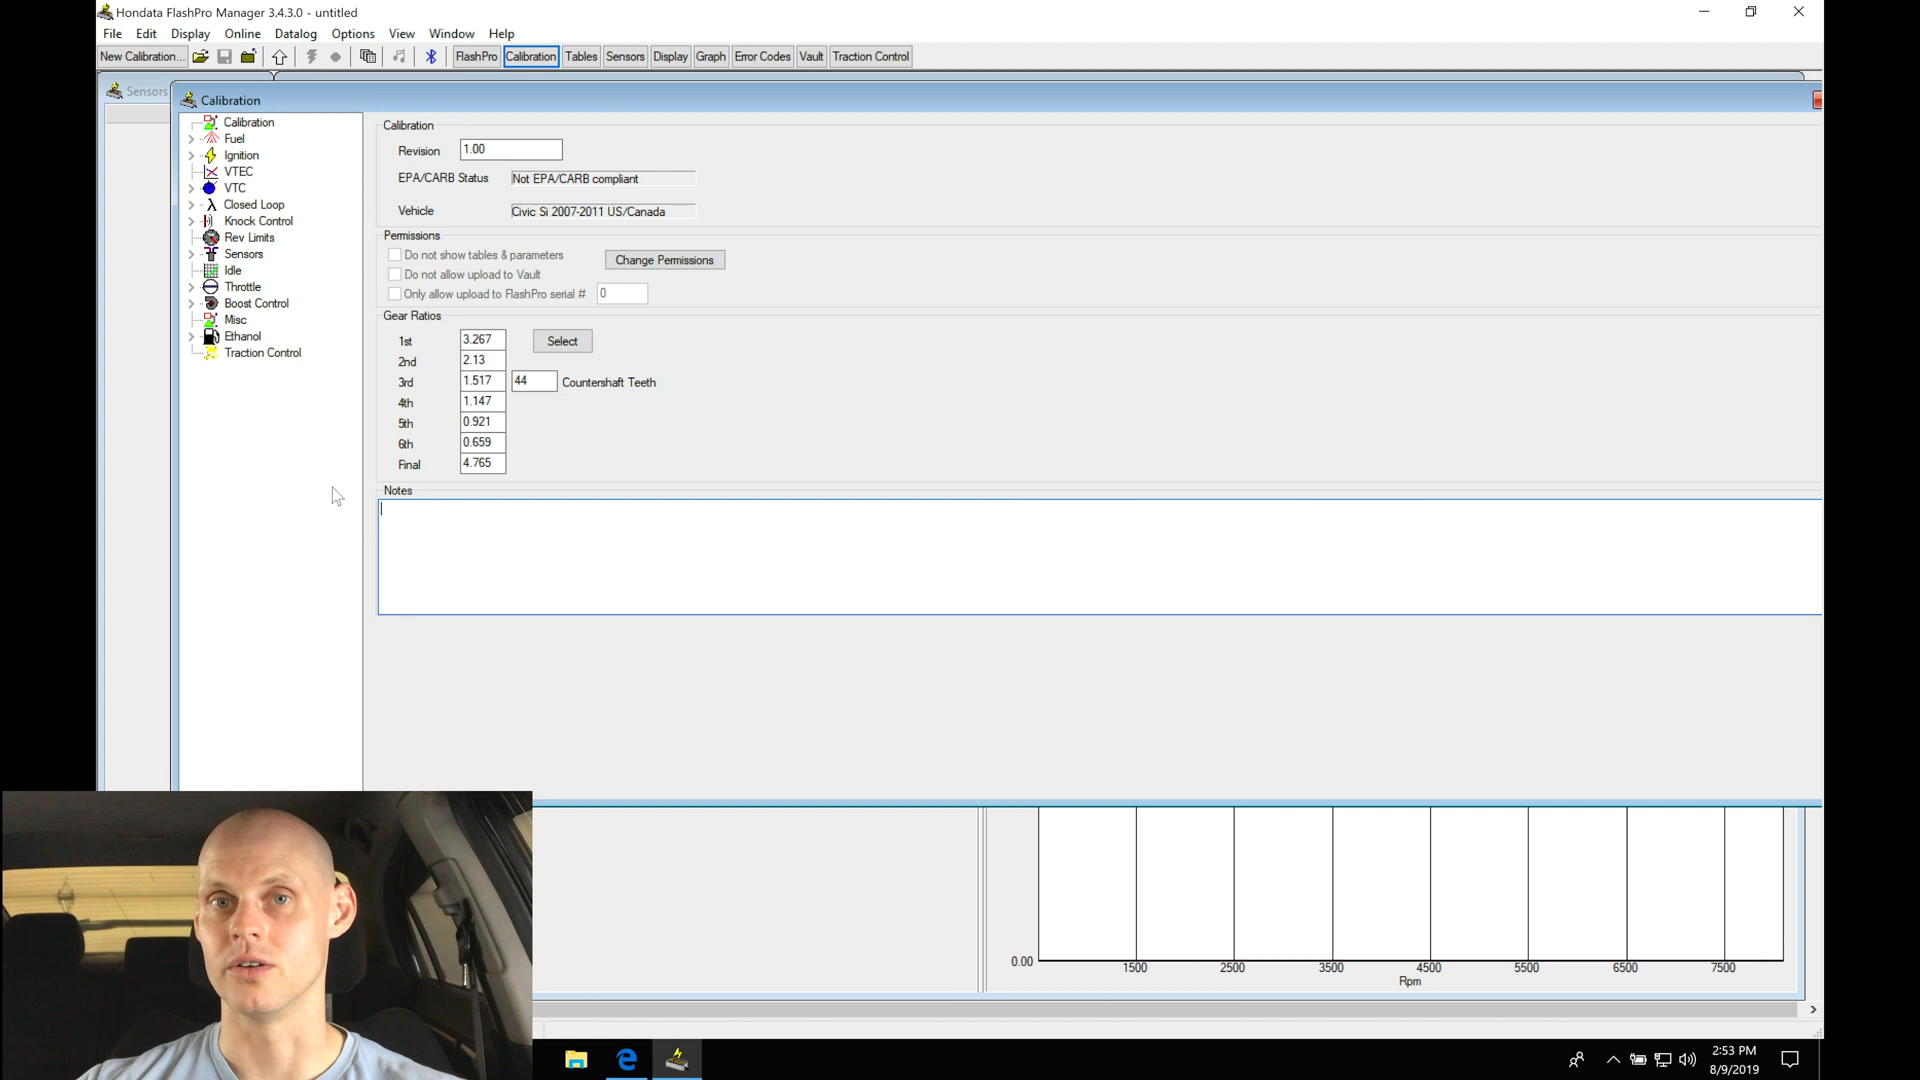 Hondata FlashPro Manager 3.4.3.0 - untitled
File Edit Display Online Datalog Options View Window Help
New Calibration... FlashPro Calibration Tables Sensors Display Graph Error Codes Vault Traction Control
Sensors
Calibration
Calibration
Fuel
Ignition
VTEC
VTC
Closed Loop
Knock Control
Rev Limits
Sensors
Idle
Throttle
Boost Control
Misc
Ethanol
Traction Control
Calibration
Revision 1.00
EPA/CARB Status Not EPA/CARB compliant
Vehicle Civic Si 2007-2011 US/Canada
Permissions
Do not show tables & parameters Change Permissions
Do not allow upload to Vault
Only allow upload to FlashPro serial # 0
Gear Ratios
1st 3.267 Select
2nd 2.13
3rd 1.517 44 Countershaft Teeth
4th 1.147
5th 0.921
6th 0.659
Final 4.765
Notes
0.00
1500 2500 3500 4500 5500 6500 7500
Rpm
2:53 PM
8/9/2019